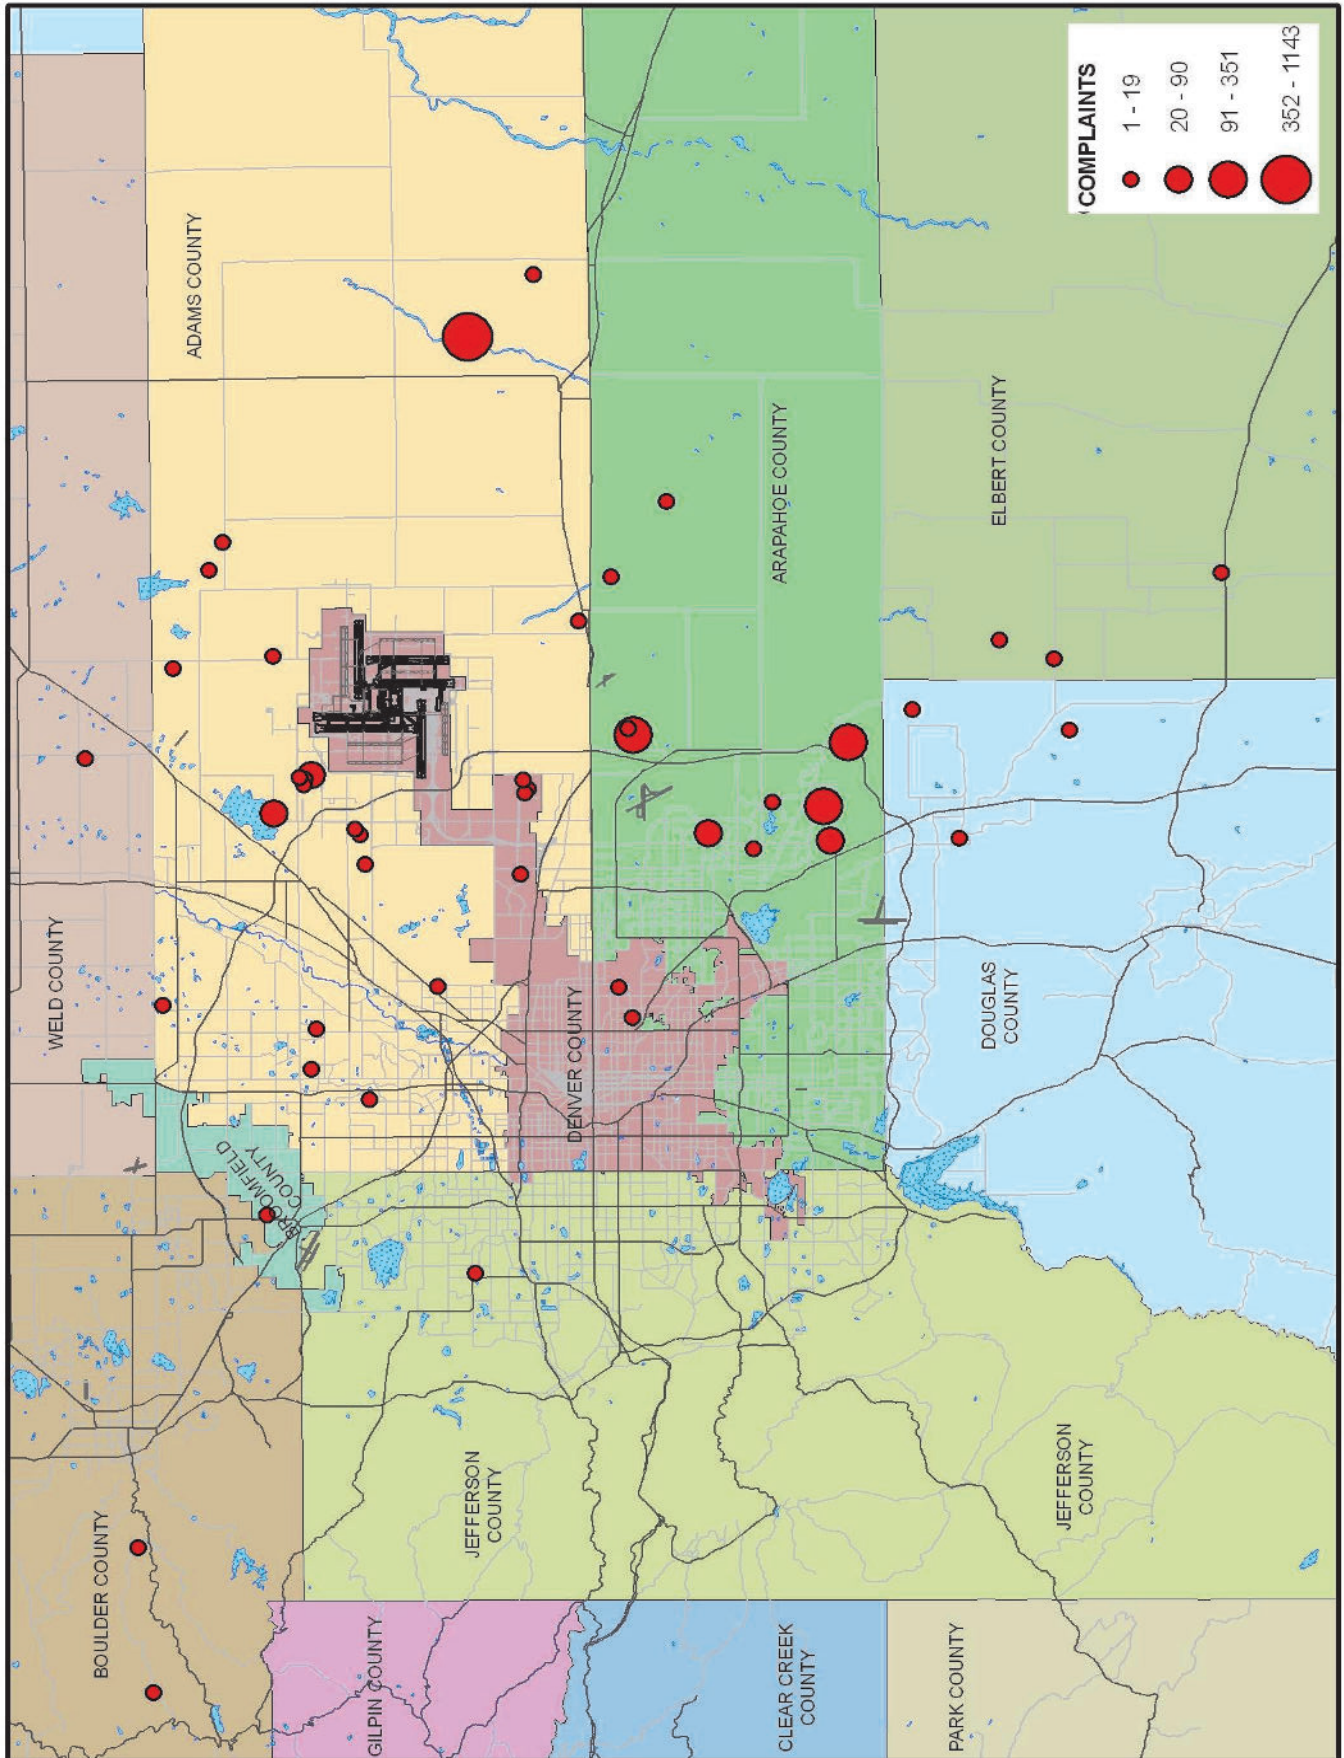 BOULDER COUNTY
WELD COUNTY
ADAMS COUNTY
BROOMFIELD
COUNTY
GILPIN COUNTY
JEFFERSON
COUNTY
DENVER COUNTY
CLEAR CREEK
COUNTY
ARAPAHOE COUNTY
PARK COUNTY
JEFFERSON
COUNTY
DOUGLAS
COUNTY
ELBERT COUNTY
COMPLAINTS
1 - 19
20 - 90
91 - 351
352 - 1143